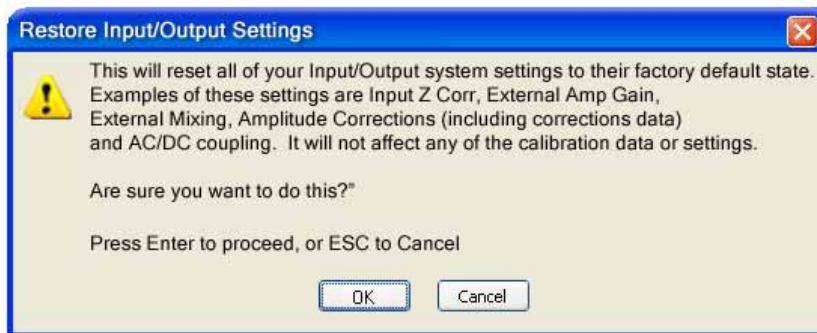 Restore Input/Output Settings
This will reset all of your Input/Output system settings to their factory default state.
Examples of these settings are Input Z Corr, External Amp Gain,
External Mixing, Amplitude Corrections (including corrections data)
and AC/DC coupling.  It will not affect any of the calibration data or settings.
Are sure you want to do this?"
Press Enter to proceed, or ESC to Cancel
OK
Cancel